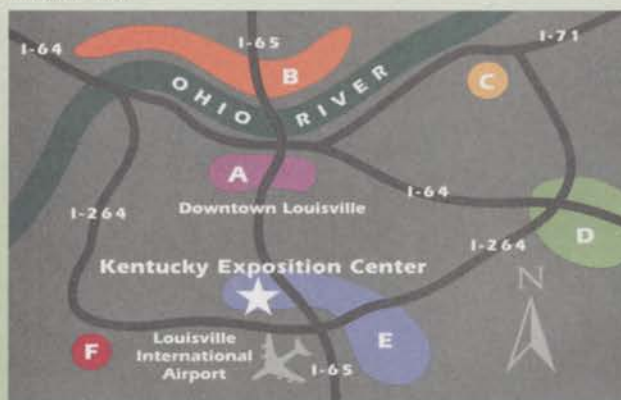 I-64
I-65
I-71
B
C
OHIO RIVER
A
Downtown Louisville
I-64
I-264
I-264
D
Kentucky Exposition Center
N
E
F
Louisville
International
Airport
I-65